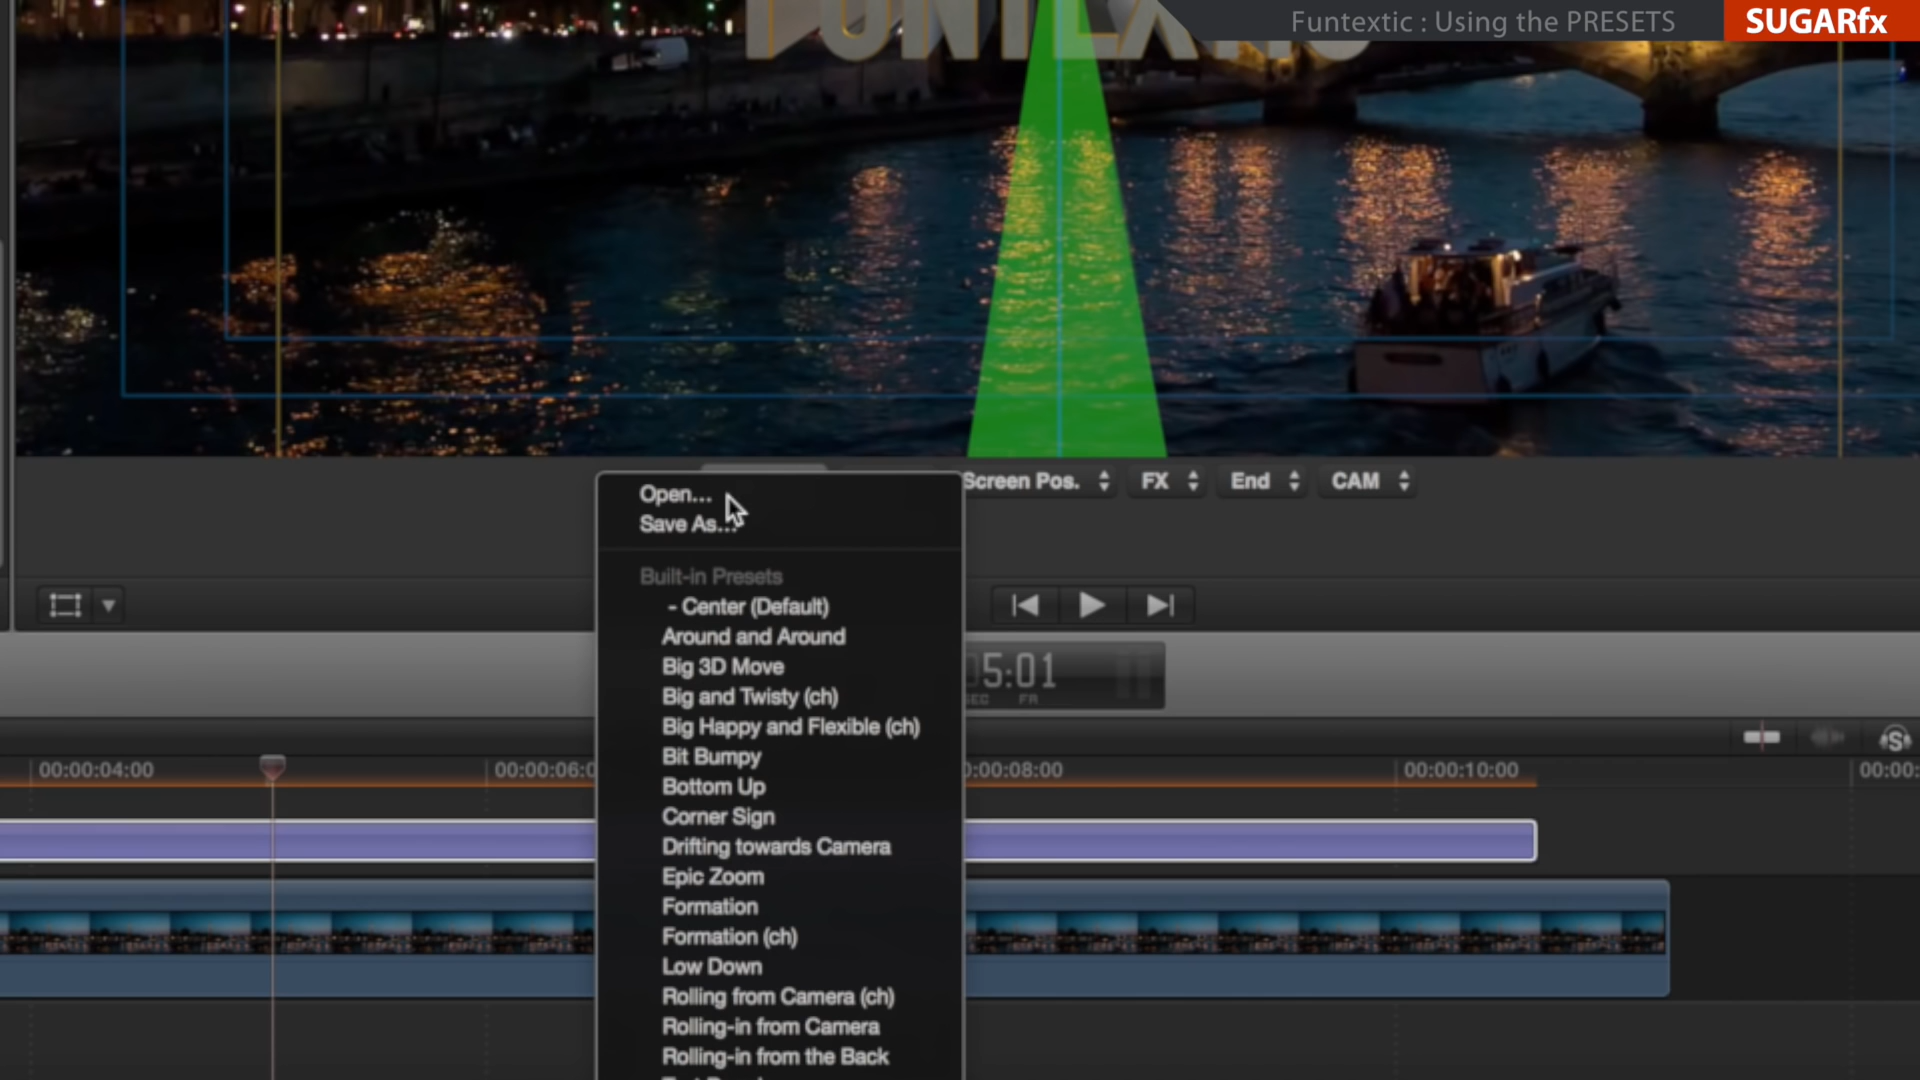 FUNTEXTIC
Funtextic : Using the PRESETS
SUGARfx
Screen Pos.
FX
End
CAM
Open...
Save As...
Built-in Presets
- Center (Default)
Around and Around
Big 3D Move
Big and Twisty (ch)
Big Happy and Flexible (ch)
Bit Bumpy
Bottom Up
Corner Sign
Drifting towards Camera
Epic Zoom
Formation
Formation (ch)
Low Down
Rolling from Camera (ch)
Rolling-in from Camera
Rolling-in from the Back
05:01
SEC FR
00:00:04:00
00:00:06:0
0:00:08:00
00:00:10:00
00:00: